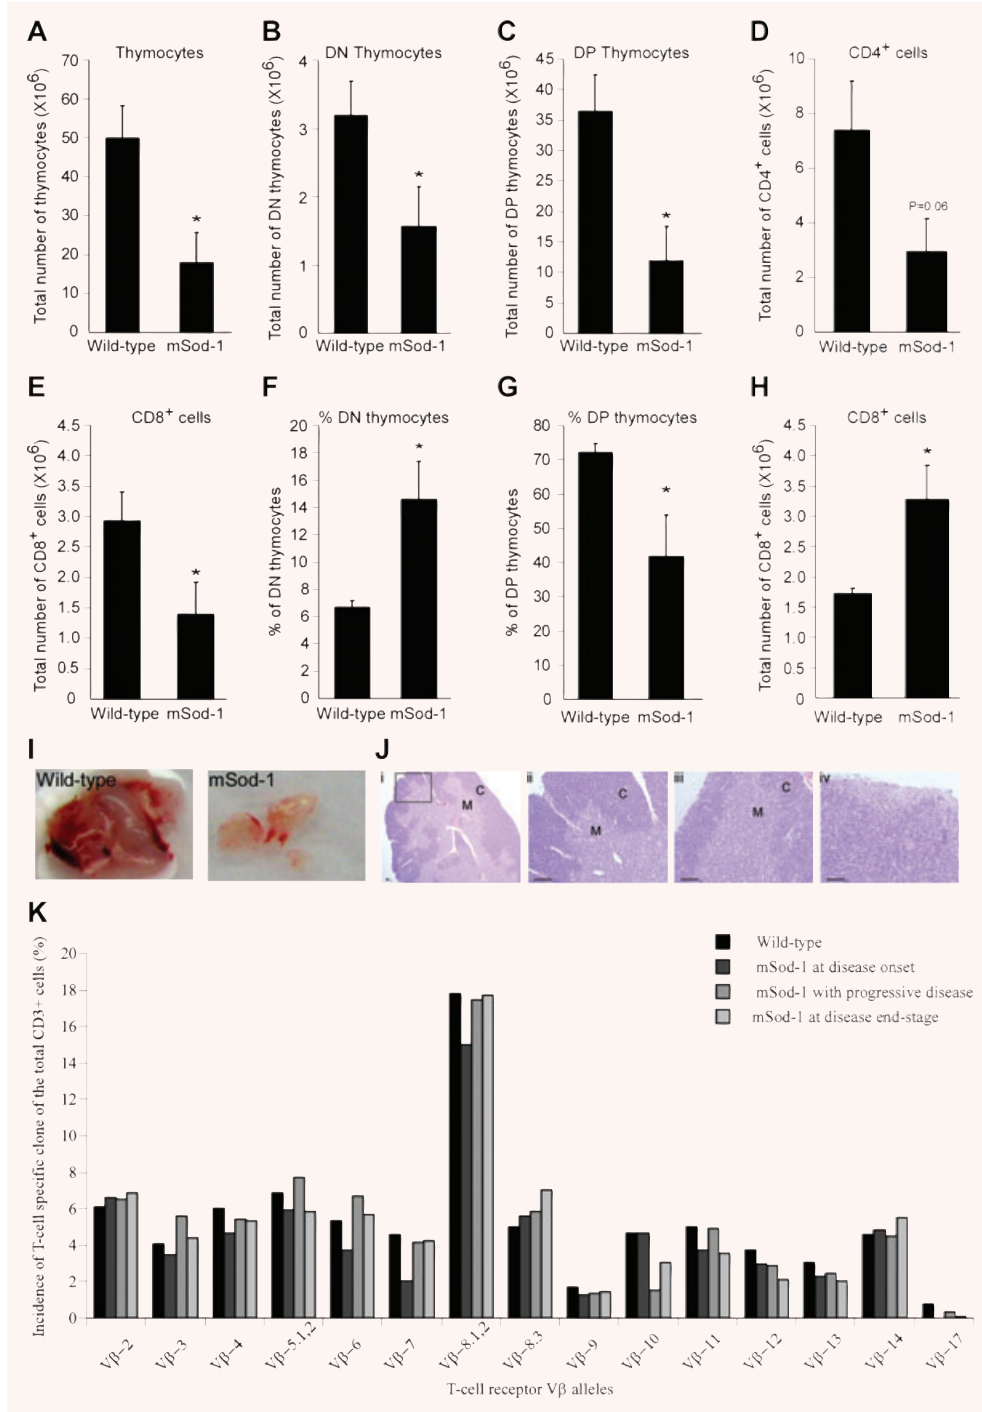 A
Thymocytes
Total number of thymocytes (X10⁶)
70
60
50
40
30
20
10
0
Wild-type mSod-1
*
B
DN Thymocytes
Total number of DN thymocytes (X10⁶)
4
3
2
1
0
Wild-type mSod-1
*
C
DP Thymocytes
Total number of DP thymocytes (X10⁶)
45
40
35
30
25
20
15
10
5
0
Wild-type mSod-1
*
D
CD4⁺ cells
Total number of CD4⁺ cells (X10⁶)
10
8
6
4
2
0
P=0.06
Wild-type mSod-1
E
CD8⁺ cells
Total number of CD8⁺ cells (X10⁶)
4.5
4.0
3.5
3.0
2.5
2.0
1.5
1.0
0.5
0
*
Wild-type mSod-1
F
% DN thymocytes
% of DN thymocytes
20
18
16
14
12
10
8
6
4
2
0
*
Wild-type mSod-1
G
% DP thymocytes
% of DP thymocytes
80
70
60
50
40
30
20
10
0
*
Wild-type mSod-1
H
CD8⁺ cells
Total number of CD8⁺ cells (X10⁶)
4.5
4.0
3.5
3.0
2.5
2.0
1.5
1.0
0.5
0
*
Wild-type mSod-1
I
Wild-type
mSod-1
J
i
C
M
ii
C
M
iii
C
M
iv
K
Incidence of T-cell specific clone of the total CD3+ cells (%)
20
18
16
14
12
10
8
6
4
2
0
Wild-type
mSod-1 at disease onset
mSod-1 with progressive disease
mSod-1 at disease end-stage
Vβ-2
Vβ-3
Vβ-4
Vβ-5.1,2
Vβ-6
Vβ-7
Vβ-8.1,2
Vβ-8.3
Vβ-9
Vβ-10
Vβ-11
Vβ-12
Vβ-13
Vβ-14
Vβ-17
T-cell receptor Vβ alleles